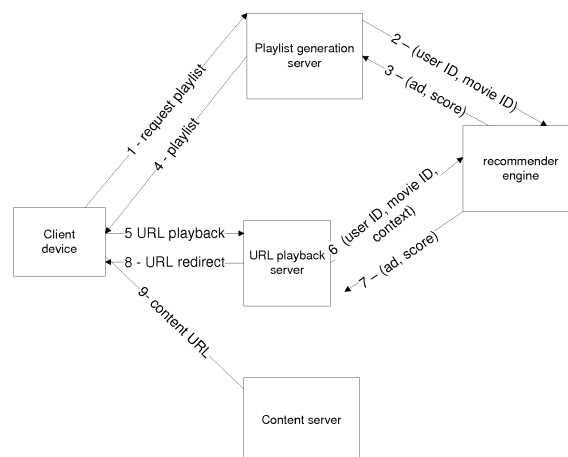 Playlist generation
server
2 – (user ID, movie ID)
3 – (ad, score)
1 - request playlist
4 - playlist
recommender
engine
Client
device
5 URL playback
8 - URL redirect
URL playback
server
6 (user ID, movie ID,
context)
7 – (ad, score)
9- content URL
Content server